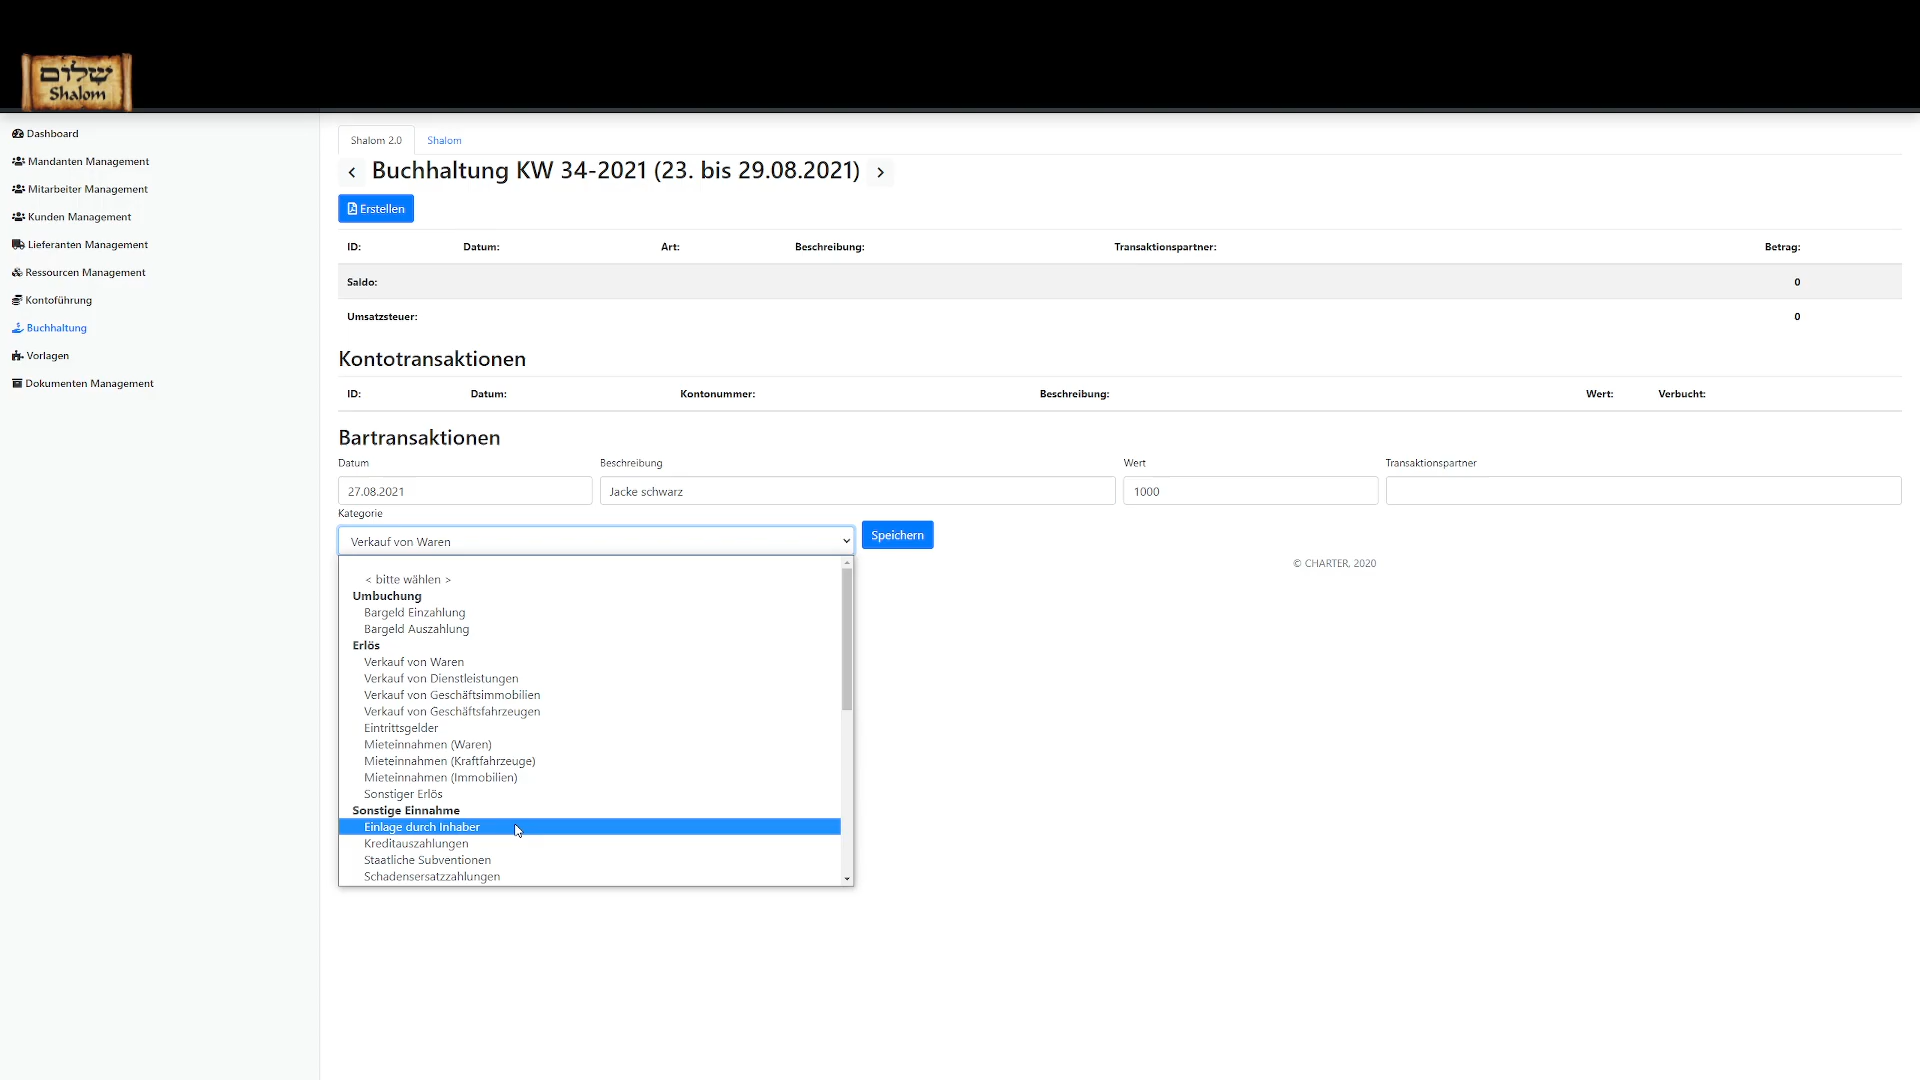 שלום
Shalom
Dashboard
Mandanten Management
Mitarbeiter Management
Kunden Management
Lieferanten Management
Ressourcen Management
Kontoführung
Buchhaltung
Vorlagen
Dokumenten Management
Shalom 2.0 Shalom
Buchhaltung KW 34-2021 (23. bis 29.08.2021)
Erstellen
ID: Datum: Art: Beschreibung: Transaktionspartner: Betrag:
Saldo: 0
Umsatzsteuer: 0
Kontotransaktionen
ID: Datum: Kontonummer: Beschreibung: Wert: Verbucht:
Bartransaktionen
Datum Beschreibung Wert Transaktionspartner
27.08.2021 Jacke schwarz 1000
Kategorie
Verkauf von Waren Speichern
© CHARTER, 2020
< bitte wählen >
Umbuchung
Bargeld Einzahlung
Bargeld Auszahlung
Erlös
Verkauf von Waren
Verkauf von Dienstleistungen
Verkauf von Geschäftsimmobilien
Verkauf von Geschäftsfahrzeugen
Eintrittsgelder
Mieteinnahmen (Waren)
Mieteinnahmen (Kraftfahrzeuge)
Mieteinnahmen (Immobilien)
Sonstiger Erlös
Sonstige Einnahme
Einlage durch Inhaber
Kreditauszahlungen
Staatliche Subventionen
Schadensersatzzahlungen